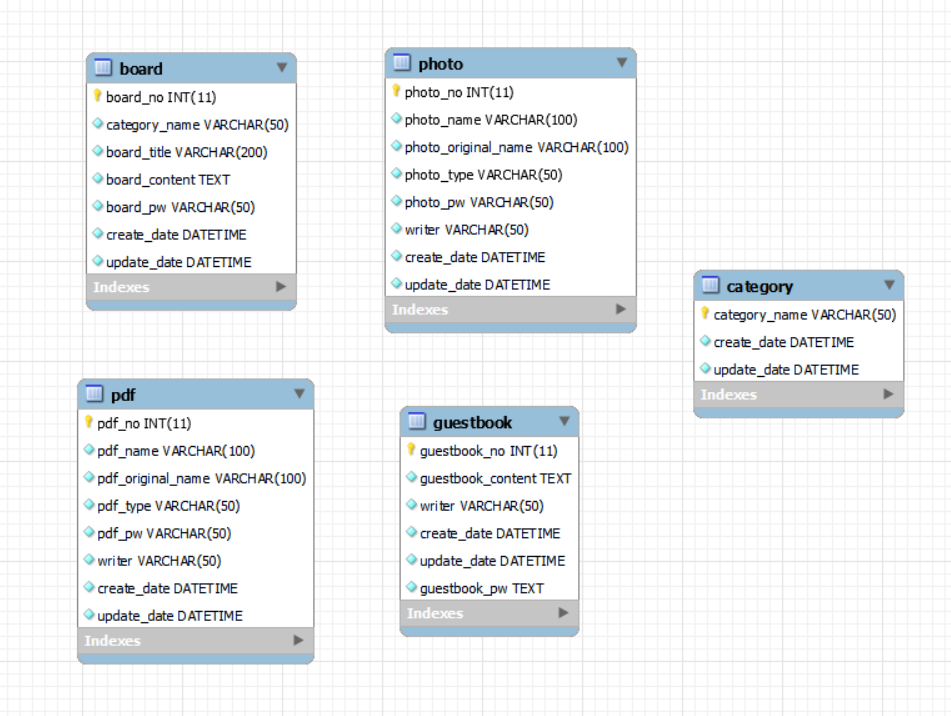 board
board_no INT(11)
category_name VARCHAR(50)
board_title VARCHAR(200)
board_content TEXT
board_pw VARCHAR(50)
create_date DATETIME
update_date DATETIME
Indexes
photo
photo_no INT(11)
photo_name VARCHAR(100)
photo_original_name VARCHAR(100)
photo_type VARCHAR(50)
photo_pw VARCHAR(50)
writer VARCHAR(50)
create_date DATETIME
update_date DATETIME
Indexes
category
category_name VARCHAR(50)
create_date DATETIME
update_date DATETIME
Indexes
pdf
pdf_no INT(11)
pdf_name VARCHAR(100)
pdf_original_name VARCHAR(100)
pdf_type VARCHAR(50)
pdf_pw VARCHAR(50)
writer VARCHAR(50)
create_date DATETIME
update_date DATETIME
Indexes
guestbook
guestbook_no INT(11)
guestbook_content TEXT
writer VARCHAR(50)
create_date DATETIME
update_date DATETIME
guestbook_pw TEXT
Indexes